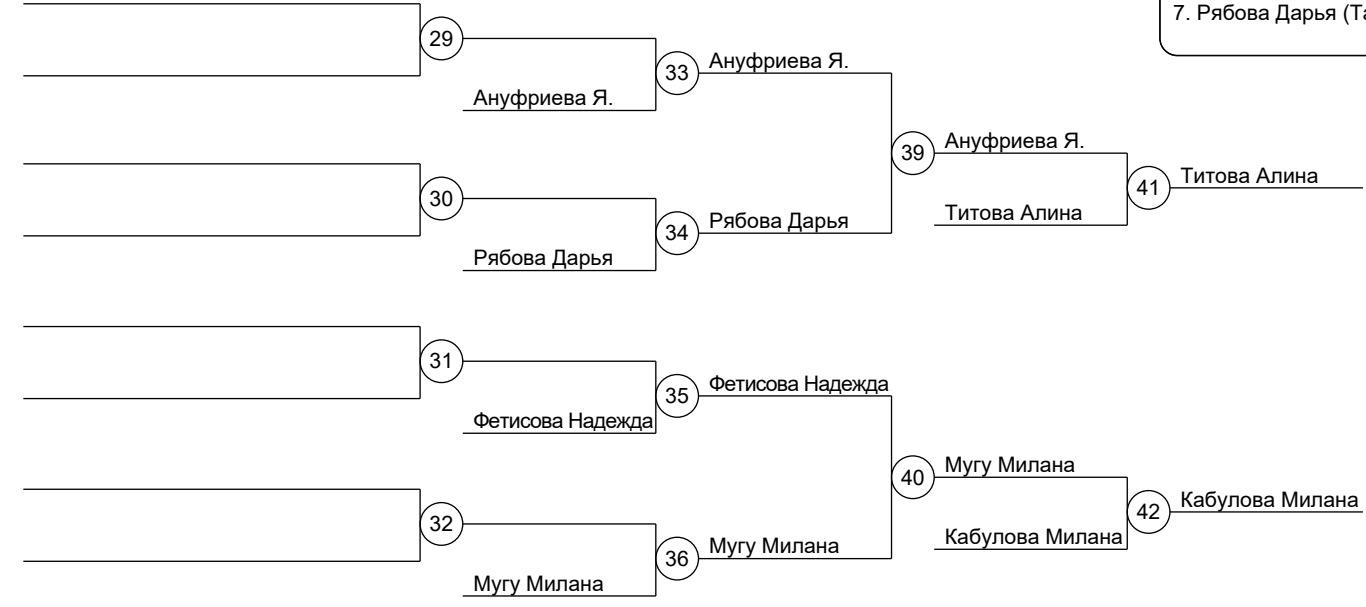 7. Рябова Дарья (Та
29
33
Ануфриева Я.
Ануфриева Я.
39
Ануфриева Я.
41
Титова Алина
Титова Алина
30
34
Рябова Дарья
Рябова Дарья
31
35
Фетисова Надежда
Фетисова Надежда
40
Мугу Милана
42
Кабулова Милана
Кабулова Милана
32
36
Мугу Милана
Мугу Милана